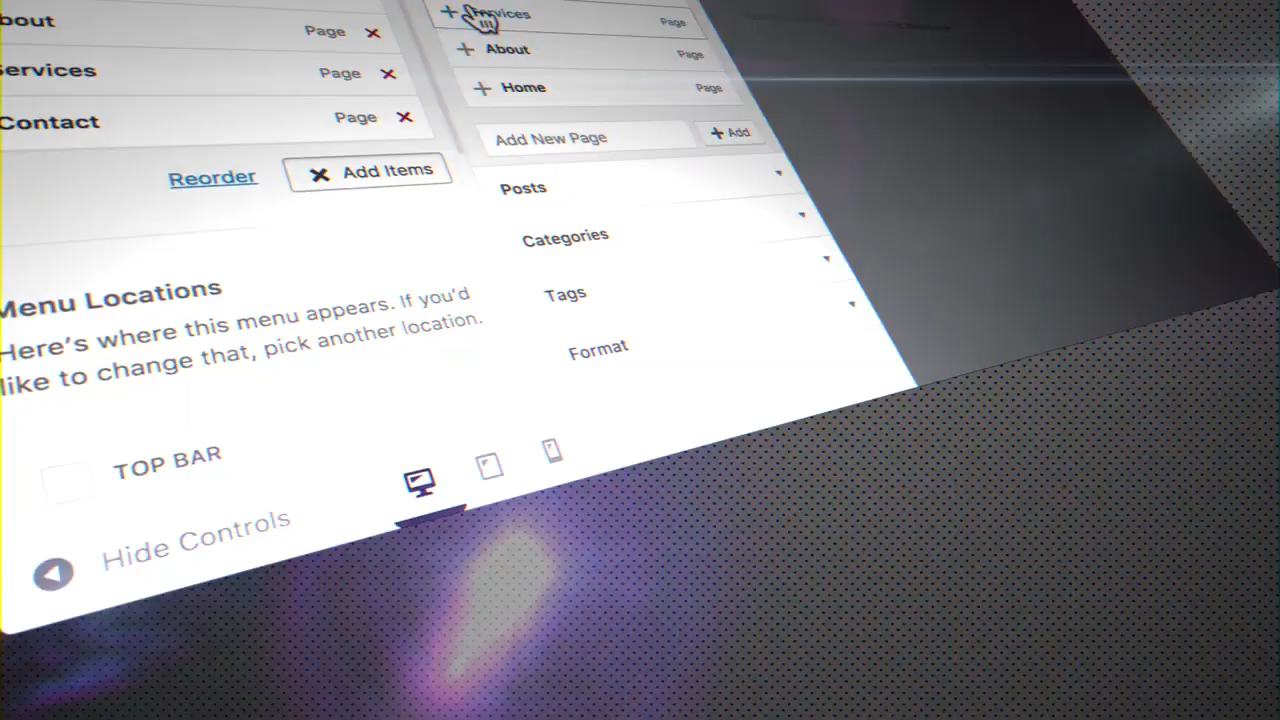 bout
Page
ervices
Page
Contact
Page
Reorder
Add Items
Menu Locations
Here's where this menu appears. If you'd
like to change that, pick another location.
TOP BAR
Hide Controls
Services
Page
About
Page
Home
Page
Add New Page
Add
Posts
Categories
Tags
Format